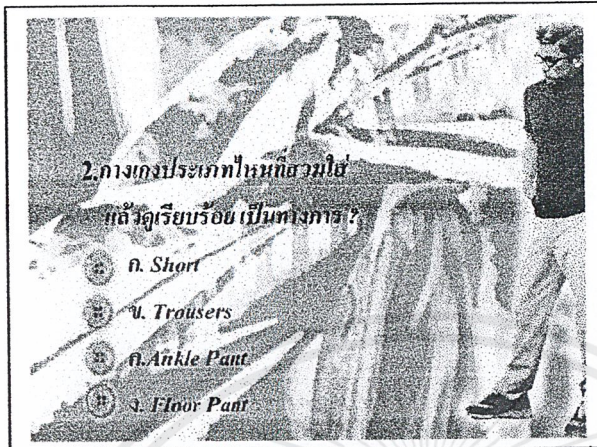 2.กางเกงประเภทไหนที่สวมใส่
แล้วดูเรียบร้อย เป็นทางการ ?
ก. Short
ข. Trousers
ค. Ankle Pant
ง. Floor Pant